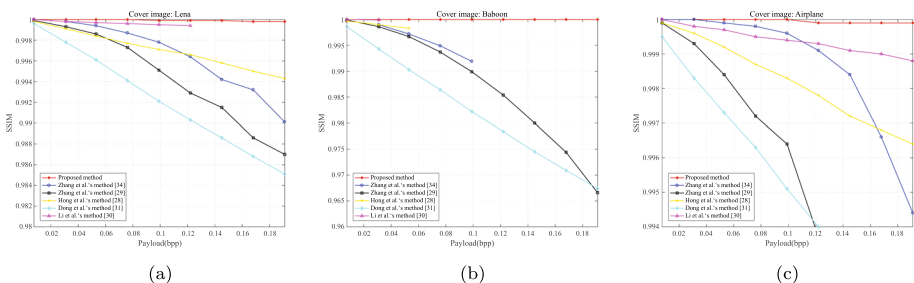 Cover image: Lena
0.998
0.996
0.994
0.992
0.99
0.988
0.986
0.984
0.982
0.98
SSIM
0.02 0.04 0.06 0.08 0.1 0.12 0.14 0.16 0.18
Payload(bpp)
Proposed method
Zhang et al.'s method [34]
Zhang et al.'s method [29]
Hong et al.'s method [28]
Dong et al.'s method [31]
Li et al.'s method [30]
(a)
Cover image: Baboon
1
0.995
0.99
0.985
0.98
0.975
0.97
0.965
0.96
SSIM
0.02 0.04 0.06 0.08 0.1 0.12 0.14 0.16 0.18
Payload(bpp)
Proposed method
Zhang et al.'s method [34]
Zhang et al.'s method [29]
Hong et al.'s method [28]
Dong et al.'s method [31]
(b)
Cover image: Airplane
1
0.999
0.998
0.997
0.996
0.995
0.994
SSIM
0.02 0.04 0.06 0.08 0.1 0.12 0.14 0.16 0.18
Payload(bpp)
Proposed method
Zhang et al.'s method [34]
Zhang et al.'s method [29]
Hong et al.'s method [28]
Dong et al.'s method [31]
Li et al.'s method [30]
(c)